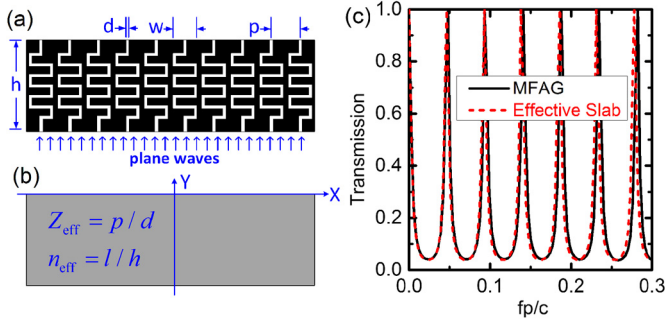 (a)
d w p
h
plane waves
(b)
Y
X
Z_eff = p / d
n_eff = l / h
(c)
Transmission
1.0
0.8
0.6
0.4
0.2
0.0
MFAG
Effective Slab
0.0 0.1 0.2 0.3
fp/c